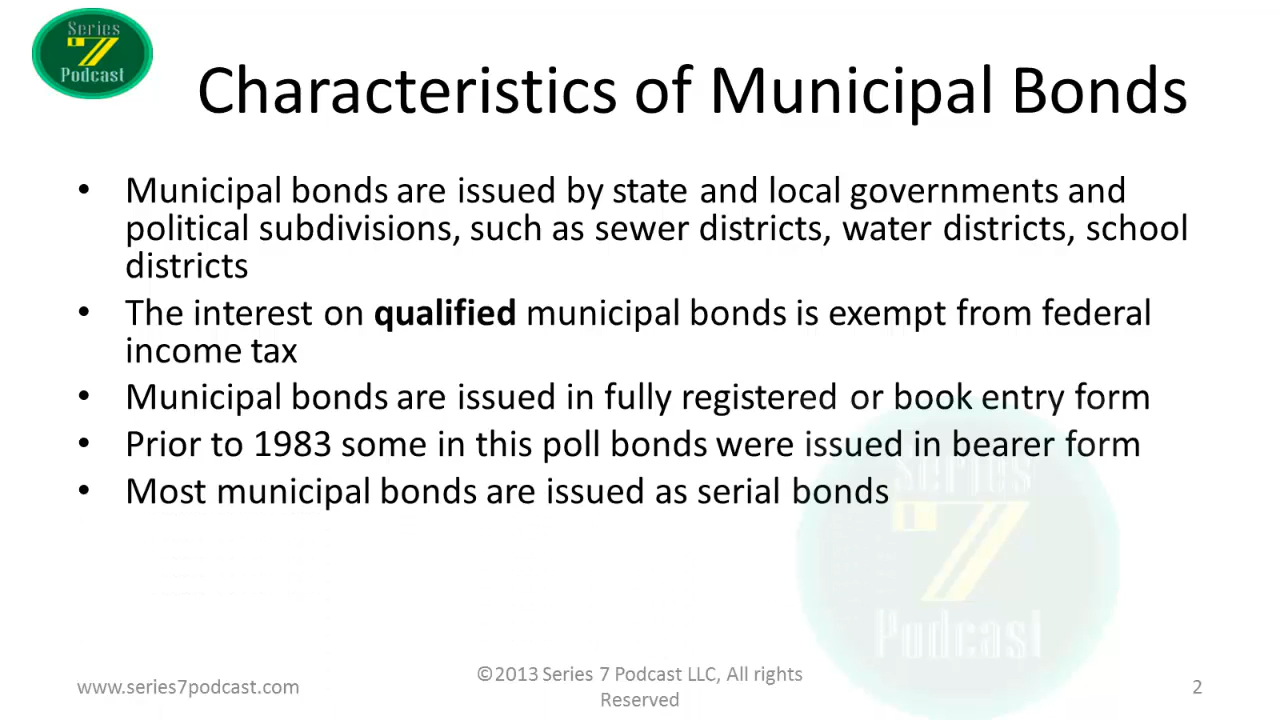 Series
7
Podcast
Characteristics of Municipal Bonds
• Municipal bonds are issued by state and local governments and
political subdivisions, such as sewer districts, water districts, school
districts
• The interest on qualified municipal bonds is exempt from federal
income tax
• Municipal bonds are issued in fully registered or book entry form
• Prior to 1983 some in this poll bonds were issued in bearer form
• Most municipal bonds are issued as serial bonds
Series
7
Podcast
www.series7podcast.com
©2013 Series 7 Podcast LLC, All rights
Reserved
2